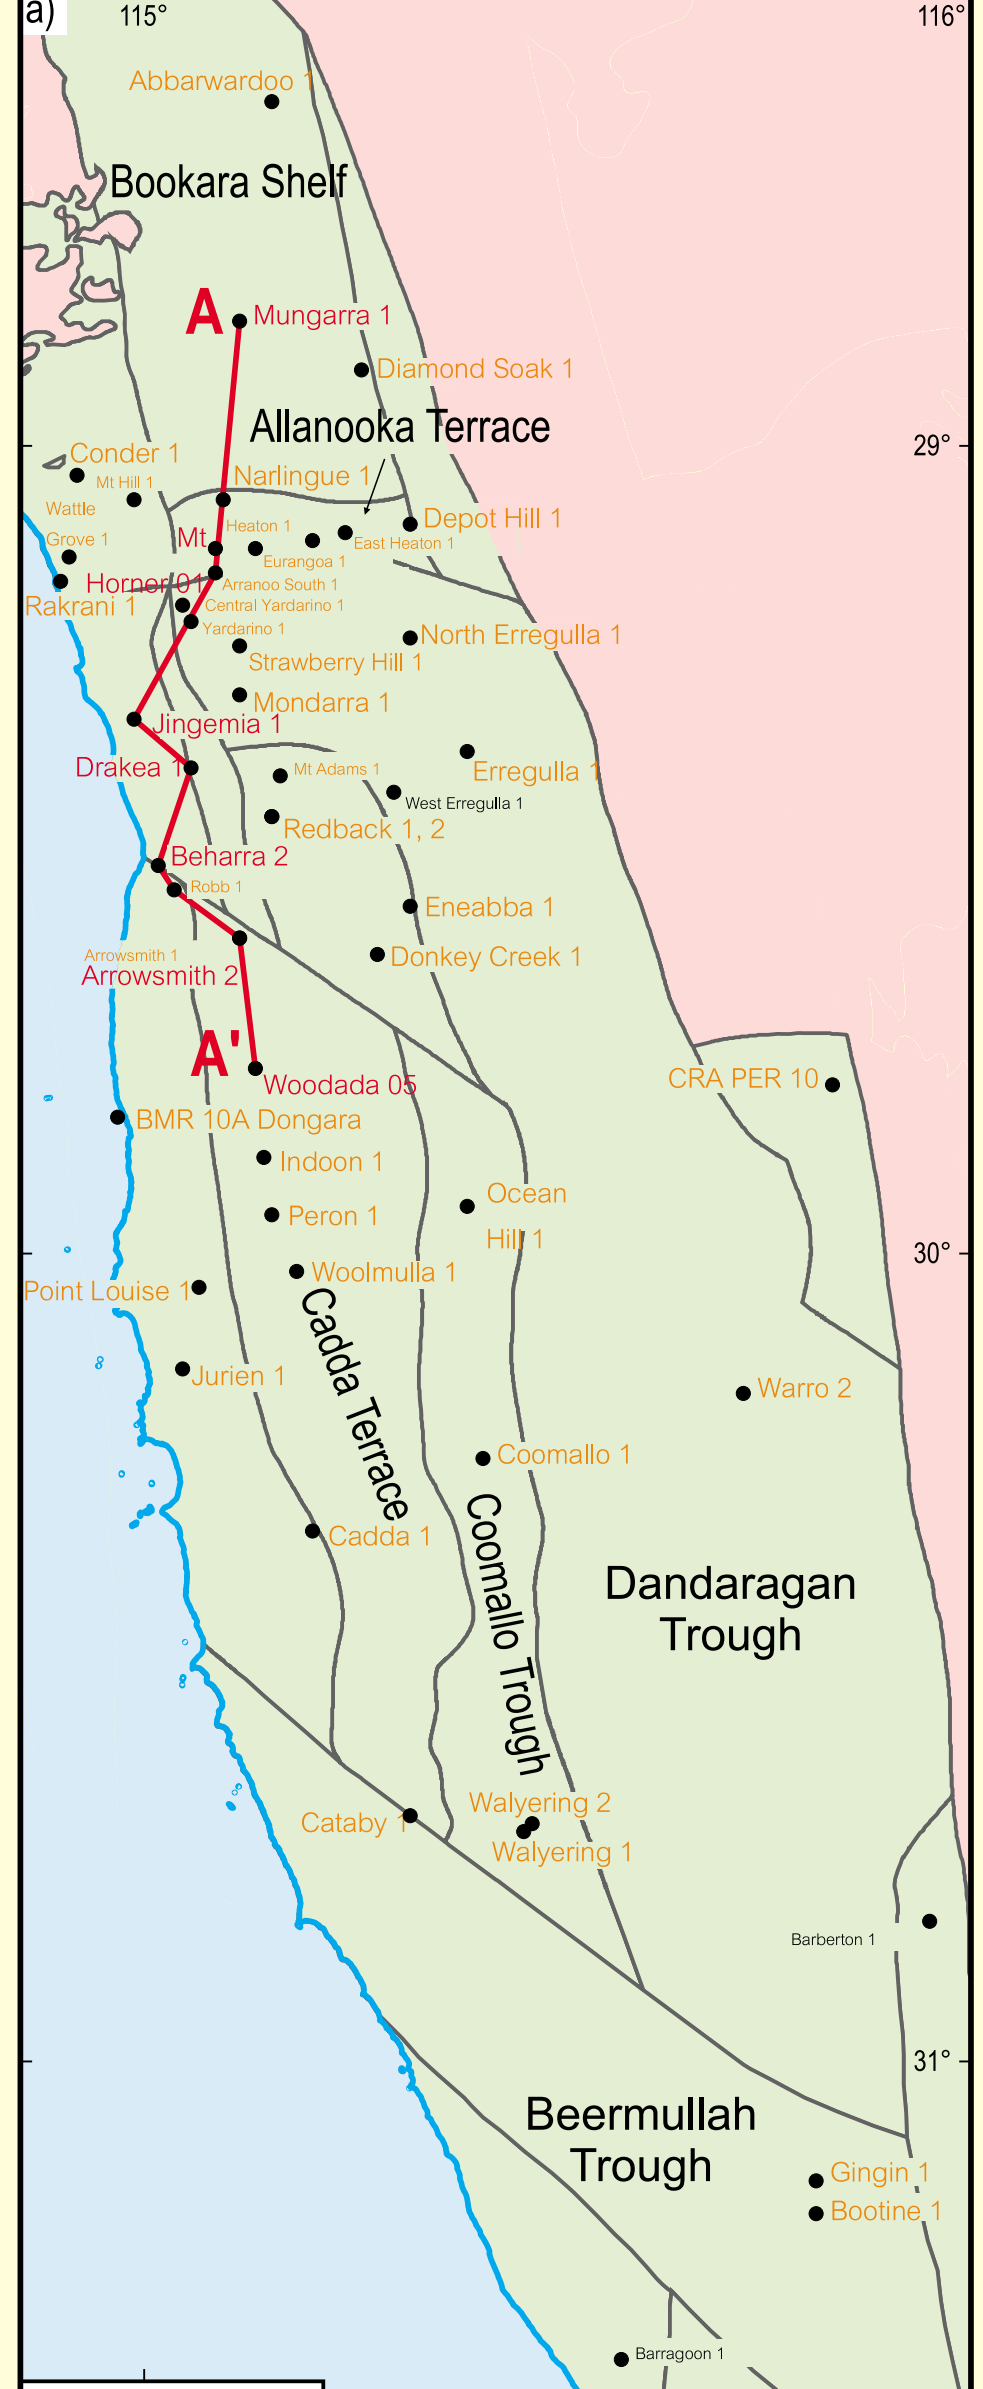 a)
115°
116°
Abbarwardoo 1
Bookara Shelf
A
Mungarra 1
Diamond Soak 1
Allanooka Terrace
29°
Conder 1
Narlingue 1
Mt Hill 1
Wattle
Grove 1
Depot Hill 1
Heaton 1
Mt
East Heaton 1
Eurangoa 1
Horner 01
Arranoo South 1
Rakrani 1
Central Yardarino 1
Yardarino 1
North Erregulla 1
Strawberry Hill 1
Mondarra 1
Jingemia 1
Drakea 1
Mt Adams 1
Erregulla 1
West Erregulla 1
Redback 1, 2
Beharra 2
Robb 1
Eneabba 1
Arrowsmith 1
Donkey Creek 1
Arrowsmith 2
A'
Woodada 05
CRA PER 10
BMR 10A Dongara
Indoon 1
Ocean
Hill 1
Peron 1
30°
Woolmulla 1
Point Louise 1
Cadda Terrace
Jurien 1
Warro 2
Coomallo 1
Cadda 1
Coomallo Trough
Dandaragan
Trough
Walyering 2
Cataby 1
Walyering 1
Barberton 1
31°
Beermullah
Trough
Gingin 1
Bootine 1
Barragoon 1